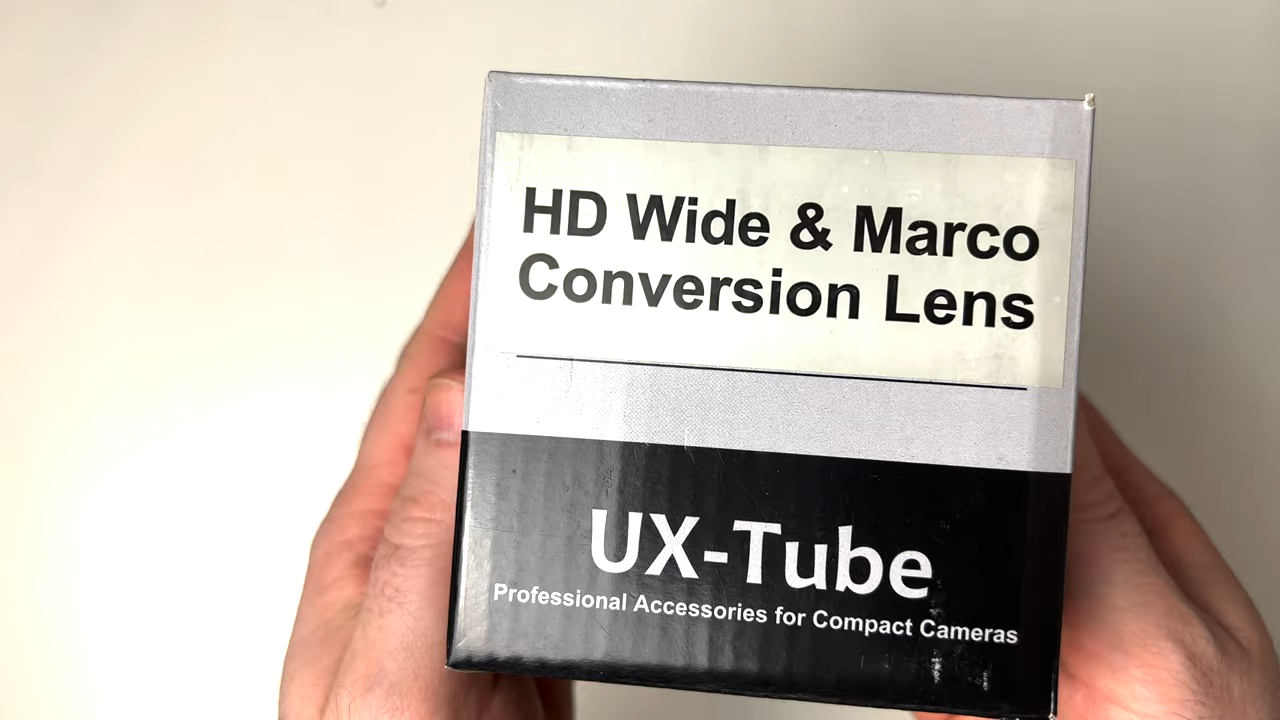 HD Wide & Marco
Conversion Lens
UX-Tube
Professional Accessories for Compact Cameras